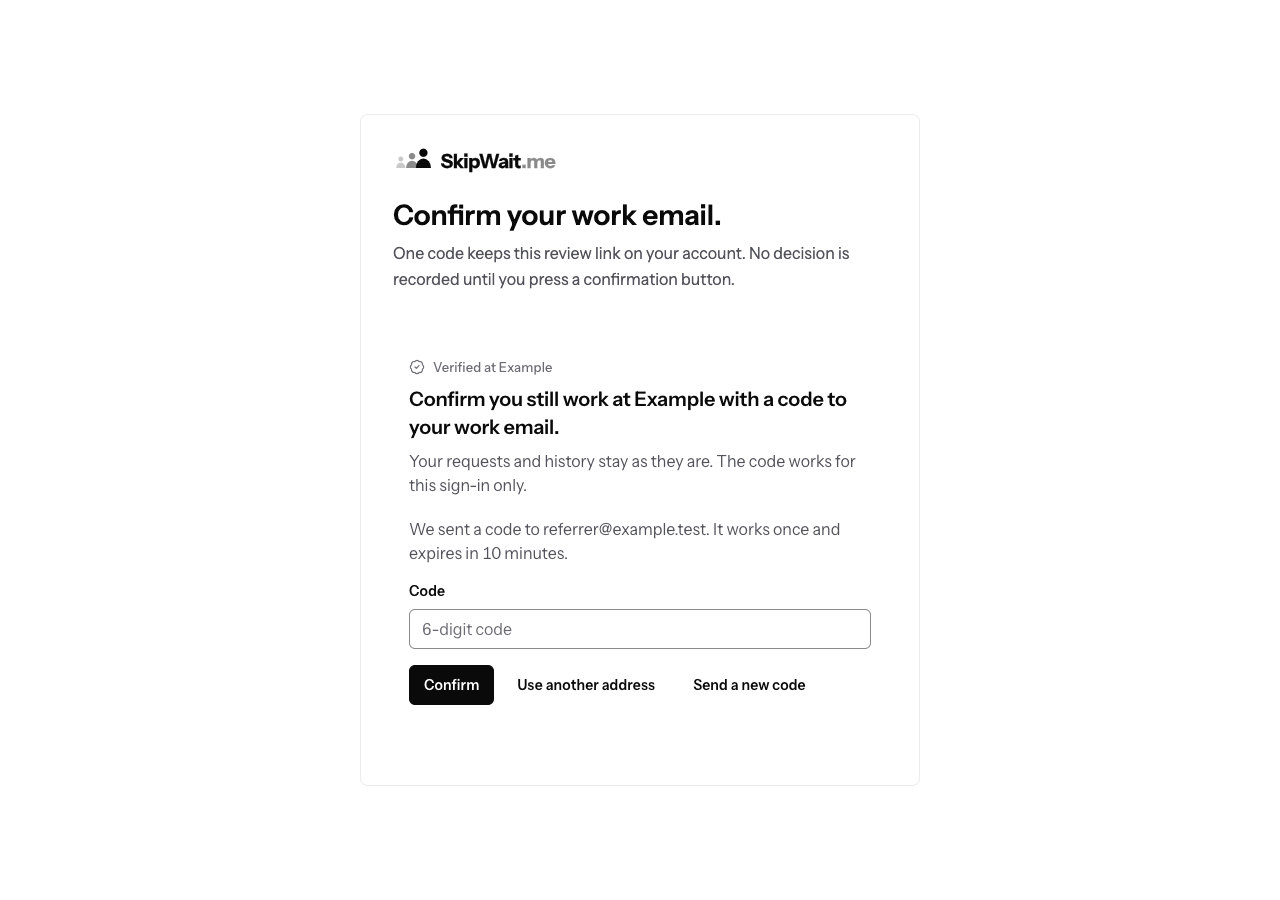 SkipWait.me
Confirm your work email.
One code keeps this review link on your account. No decision is
recorded until you press a confirmation button.
Verified at Example
Confirm you still work at Example with a code to
your work email.
Your requests and history stay as they are. The code works for
this sign-in only.
We sent a code to referrer@example.test. It works once and
expires in 10 minutes.
Code
6-digit code
Confirm Use another address Send a new code